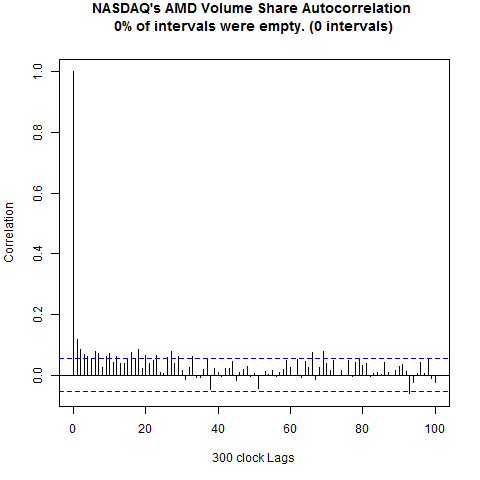 NASDAQ's AMD Volume Share Autocorrelation
0% of intervals were empty. (0 intervals)
1.0
0.8
0.6
0.4
0.2
0.0
Correlation
0 20 40 60 80 100
300 clock Lags